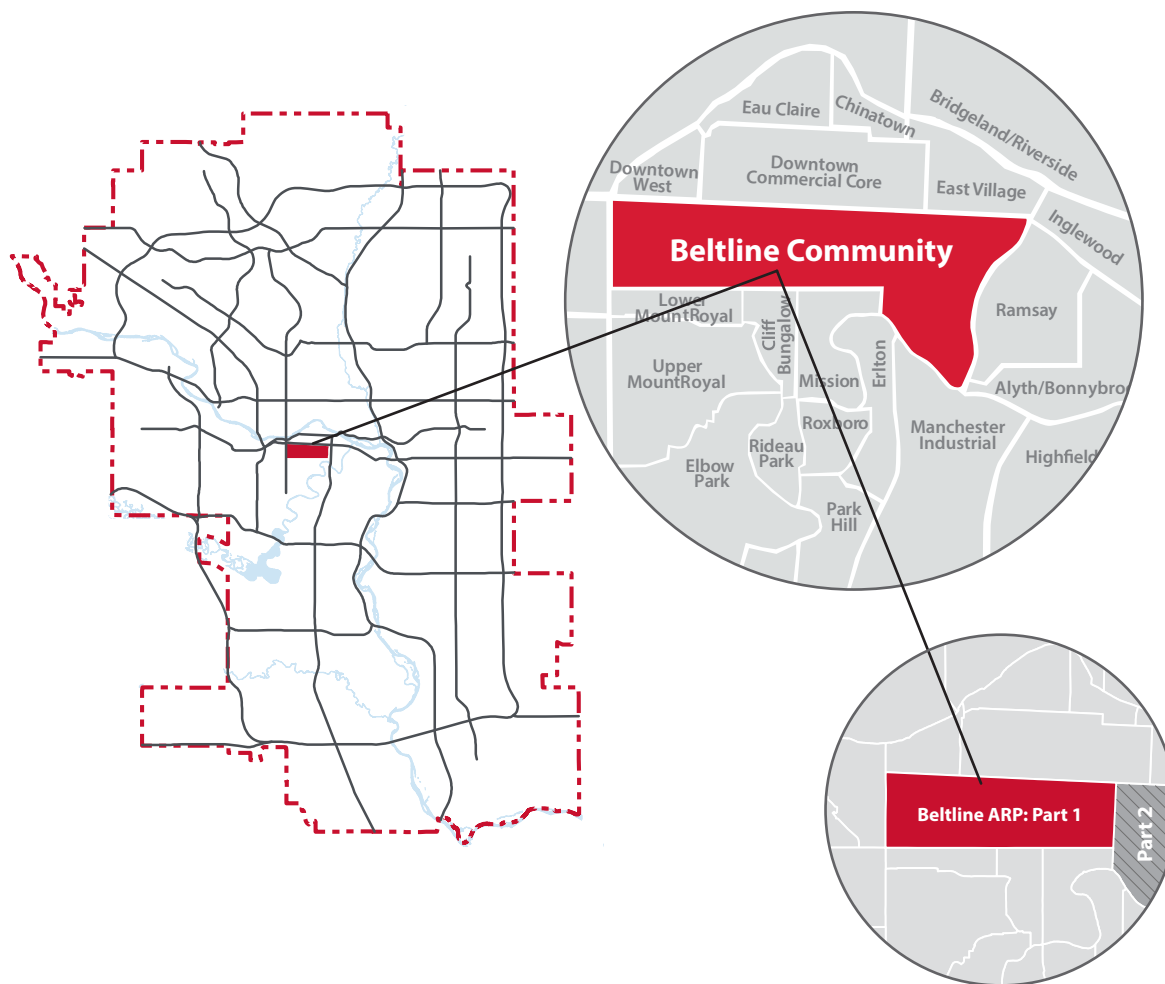 Eau Claire
Chinatown
Bridgeland/Riverside
Downtown
West
Downtown
Commercial Core
East Village
Inglewood
Beltline Community
Ramsay
Lower
MountRoyal
Cliff
Bungalow
Upper
MountRoyal
Mission
Erlton
Alyth/Bonnybroo
Roxboro
Manchester
Industrial
Rideau
Park
Elbow
Park
Highfield
Park
Hill
Beltline ARP: Part 1
Part 2